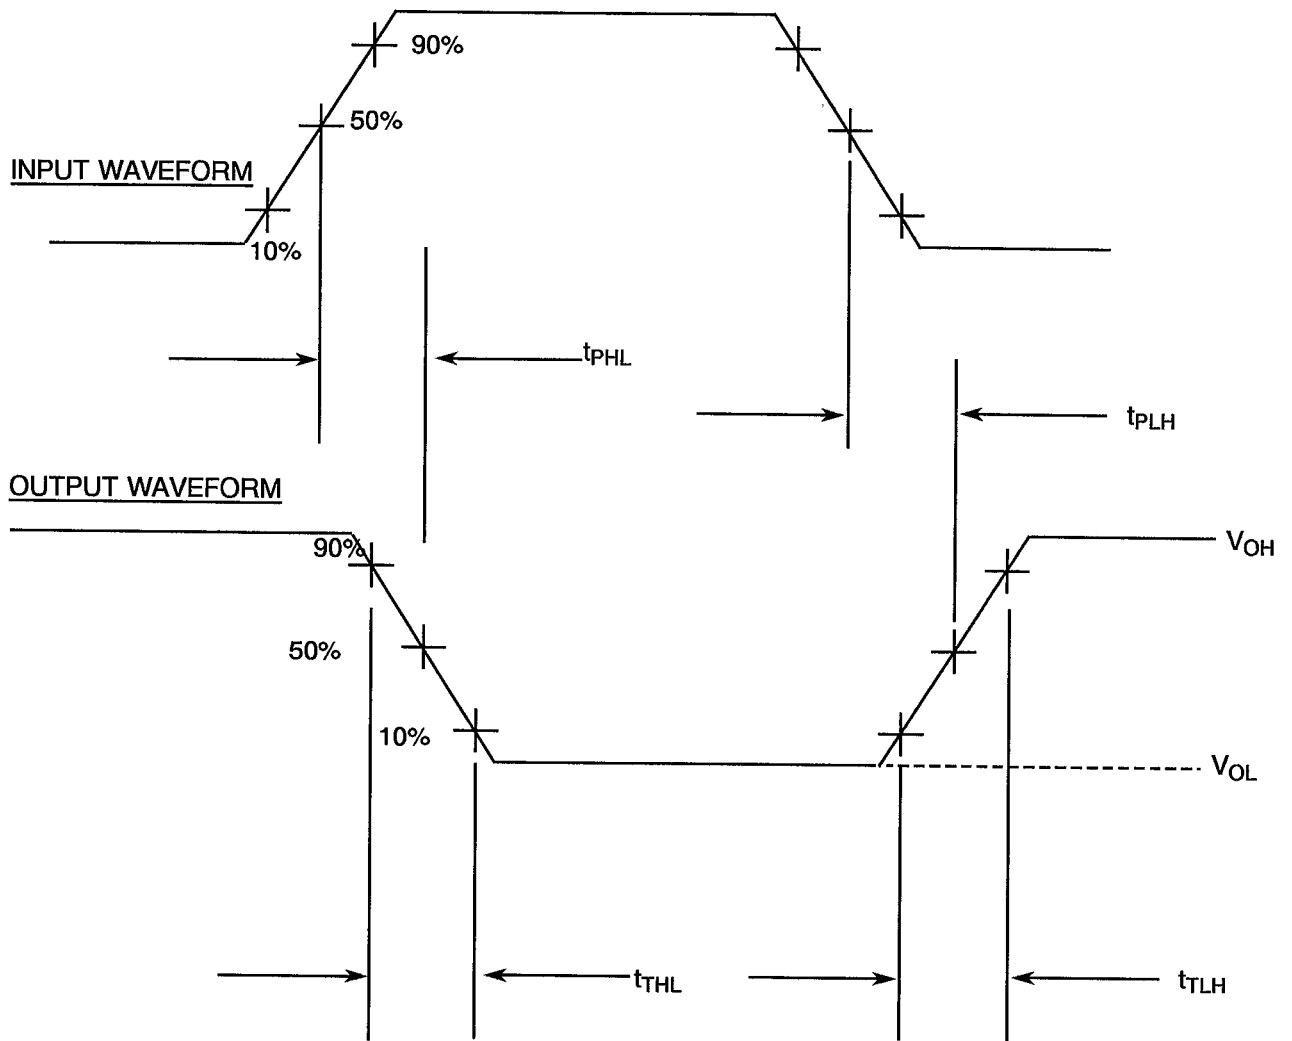 90%
50%
INPUT WAVEFORM
10%
tPHL
tPLH
OUTPUT WAVEFORM
VOH
90%
50%
10%
VOL
tTHL
tTLH